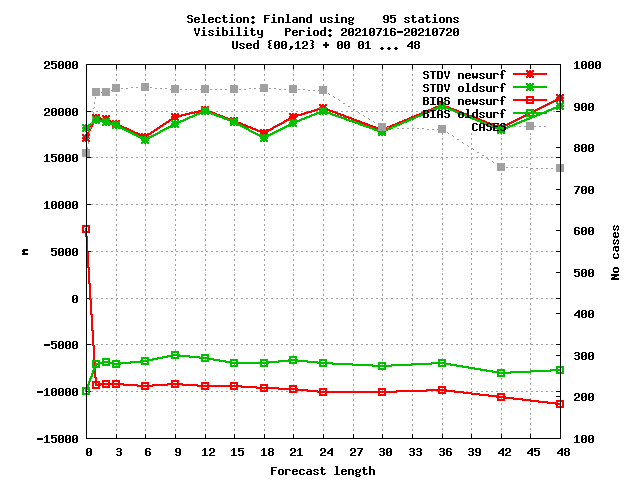 Selection: Finland using    95 stations
Visibility   Period: 20210716-20210720
Used {00,12} + 00 01 ... 48
25000
20000
15000
10000
5000
0
-5000
-10000
-15000
m
1000
900
800
700
600
500
400
300
200
100
No cases
STDV newsurf
STDV oldsurf
BIAS newsurf
BIAS oldsurf
CASES
0 3 6 9 12 15 18 21 24 27 30 33 36 39 42 45 48
Forecast length